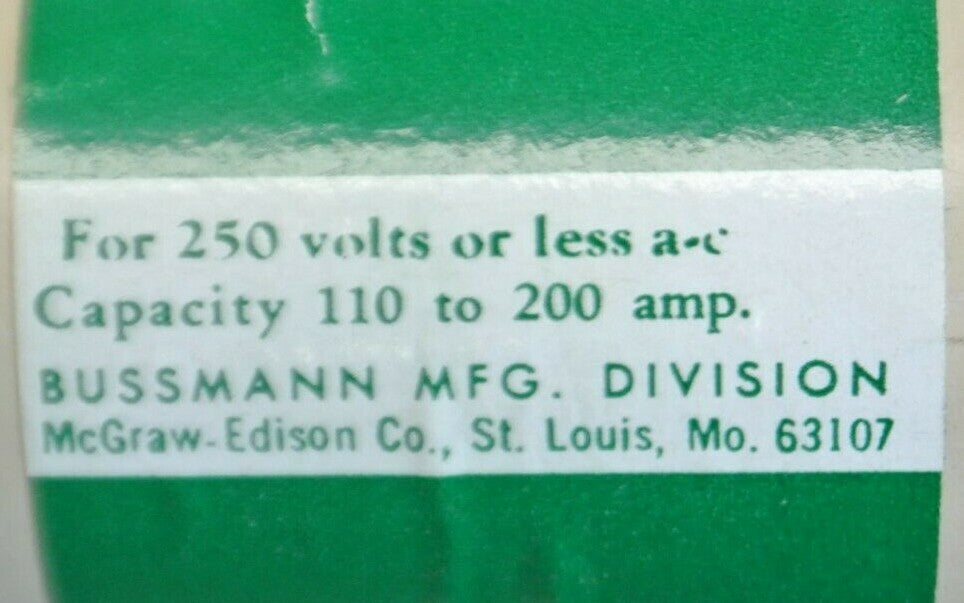 For 250 volts or less a-c
Capacity 110 to 200 amp.
BUSSMANN MFG. DIVISION
McGraw-Edison Co., St. Louis, Mo. 63107